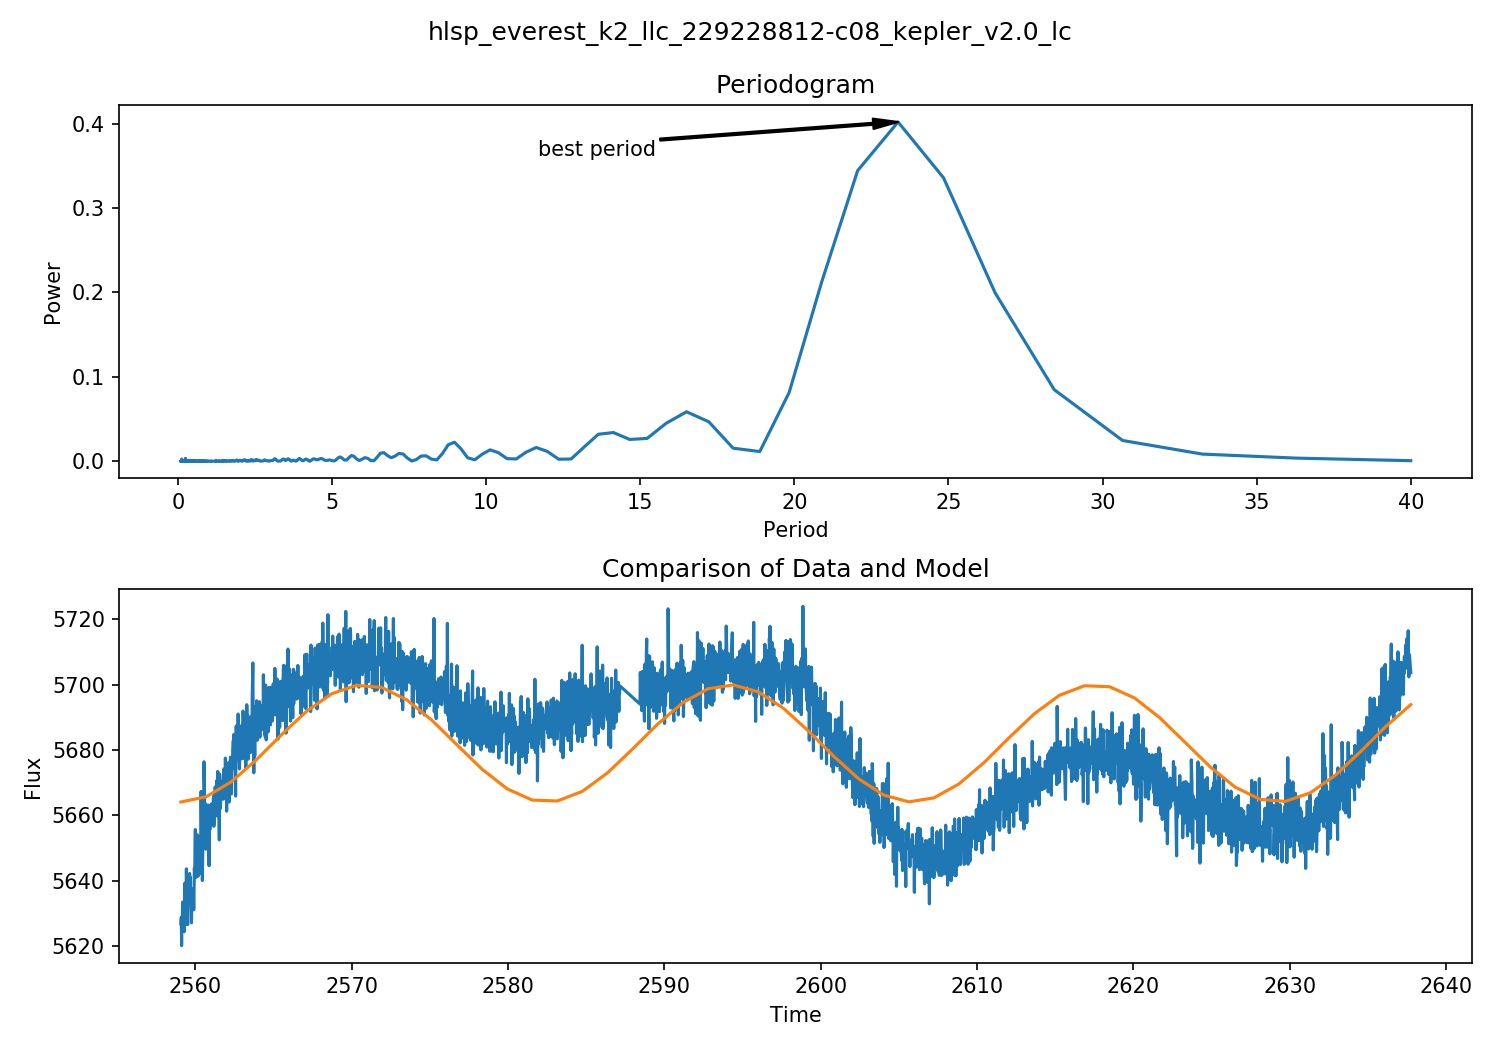 hlsp_everest_k2_llc_229228812-c08_kepler_v2.0_lc
Periodogram
0.4
0.3
0.2
0.1
0.0
Power
best period
0 5 10 15 20 25 30 35 40
Period
Comparison of Data and Model
5720
5700
5680
5660
5640
5620
Flux
2560 2570 2580 2590 2600 2610 2620 2630 2640
Time